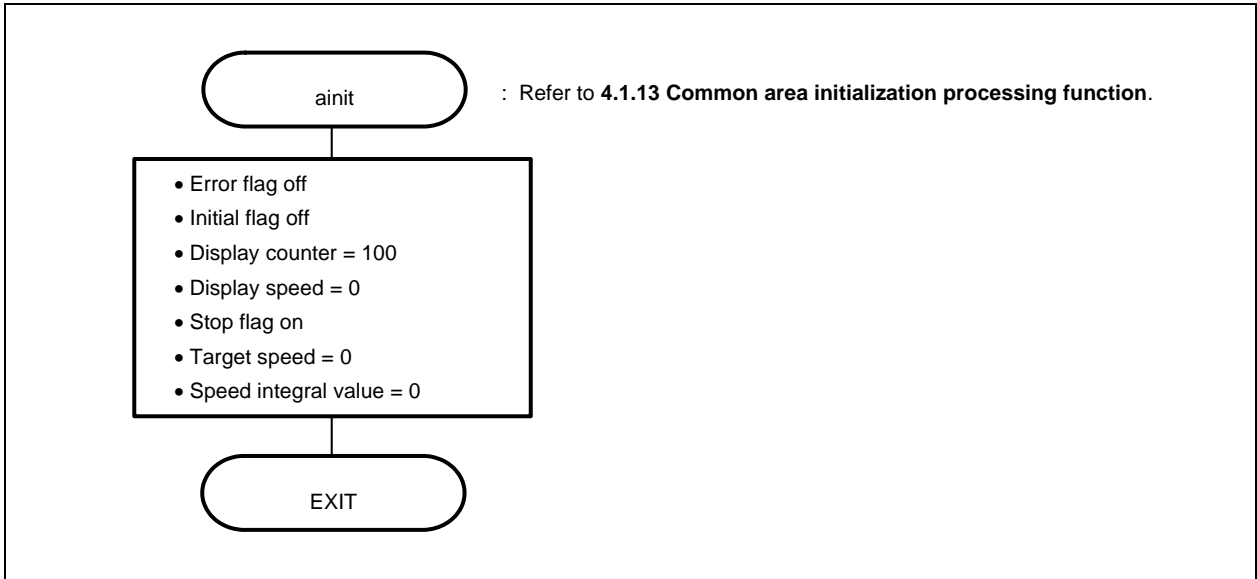 ainit
: Refer to 4.1.13 Common area initialization processing function.
• Error flag off
• Initial flag off
• Display counter = 100
• Display speed = 0
• Stop flag on
• Target speed = 0
• Speed integral value = 0
EXIT